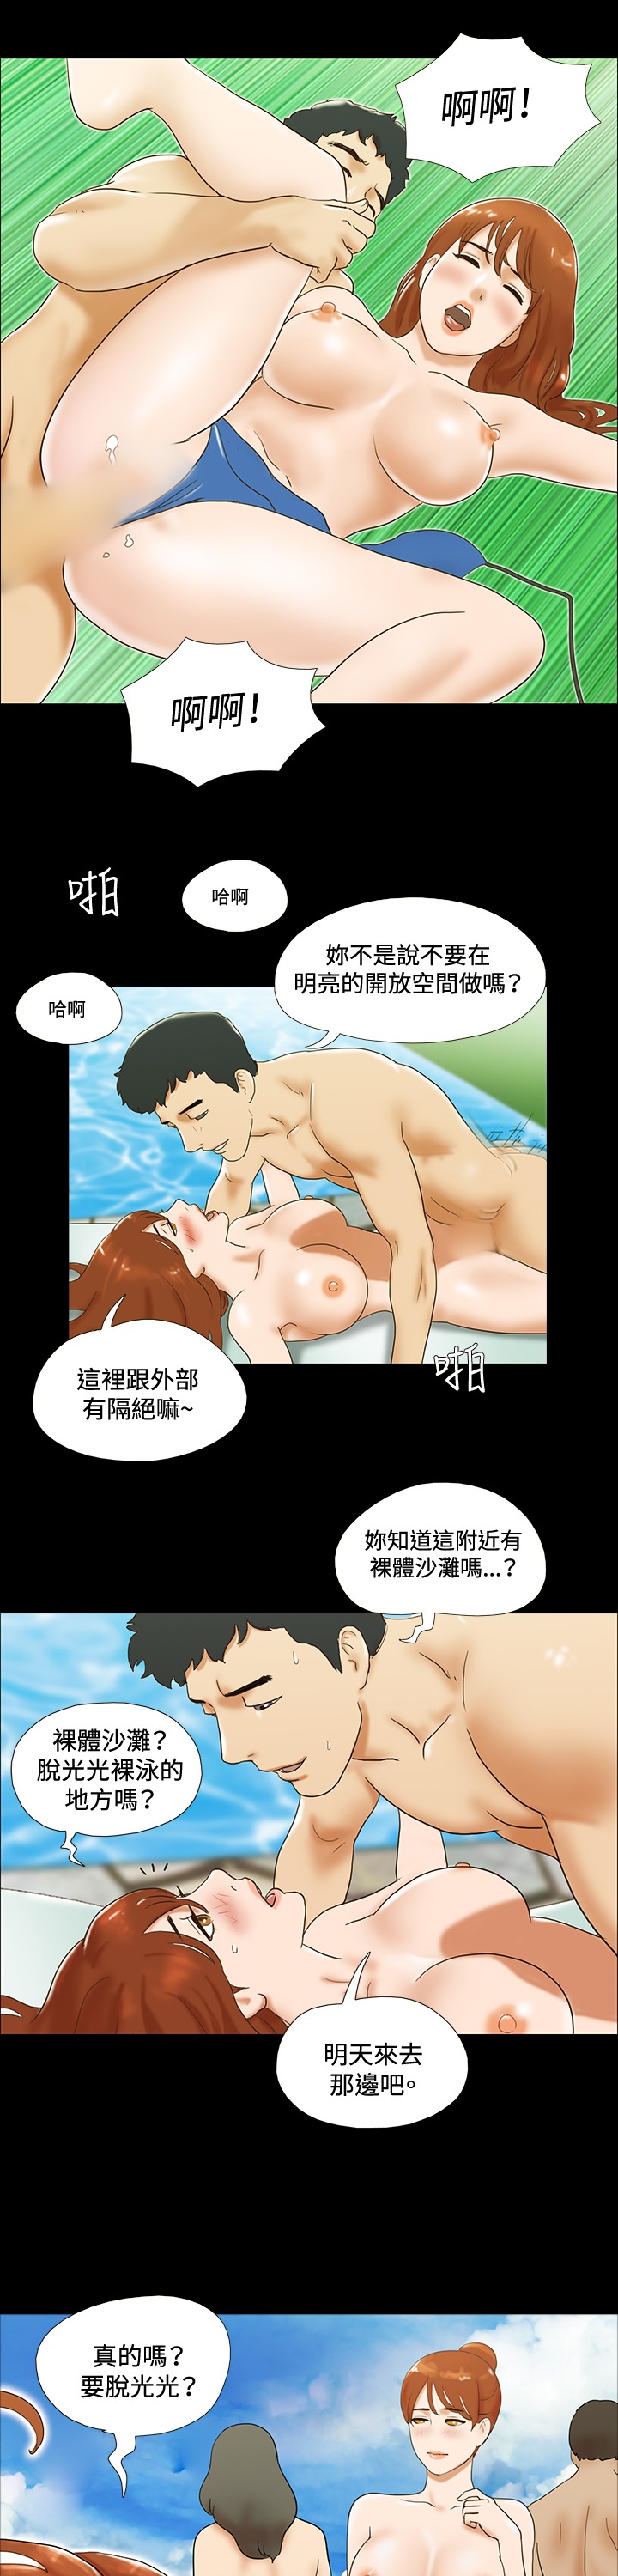 啊啊！
啊啊！
啪
哈啊
妳不是說不要在
明亮的開放空間做嗎？
哈啊
這裡跟外部
有隔絕嘛~
啪
妳知道這附近有
裸體沙灘嗎...？
裸體沙灘？
脫光光裸泳的
地方嗎？
明天來去
那邊吧。
真的嗎？
要脫光光？